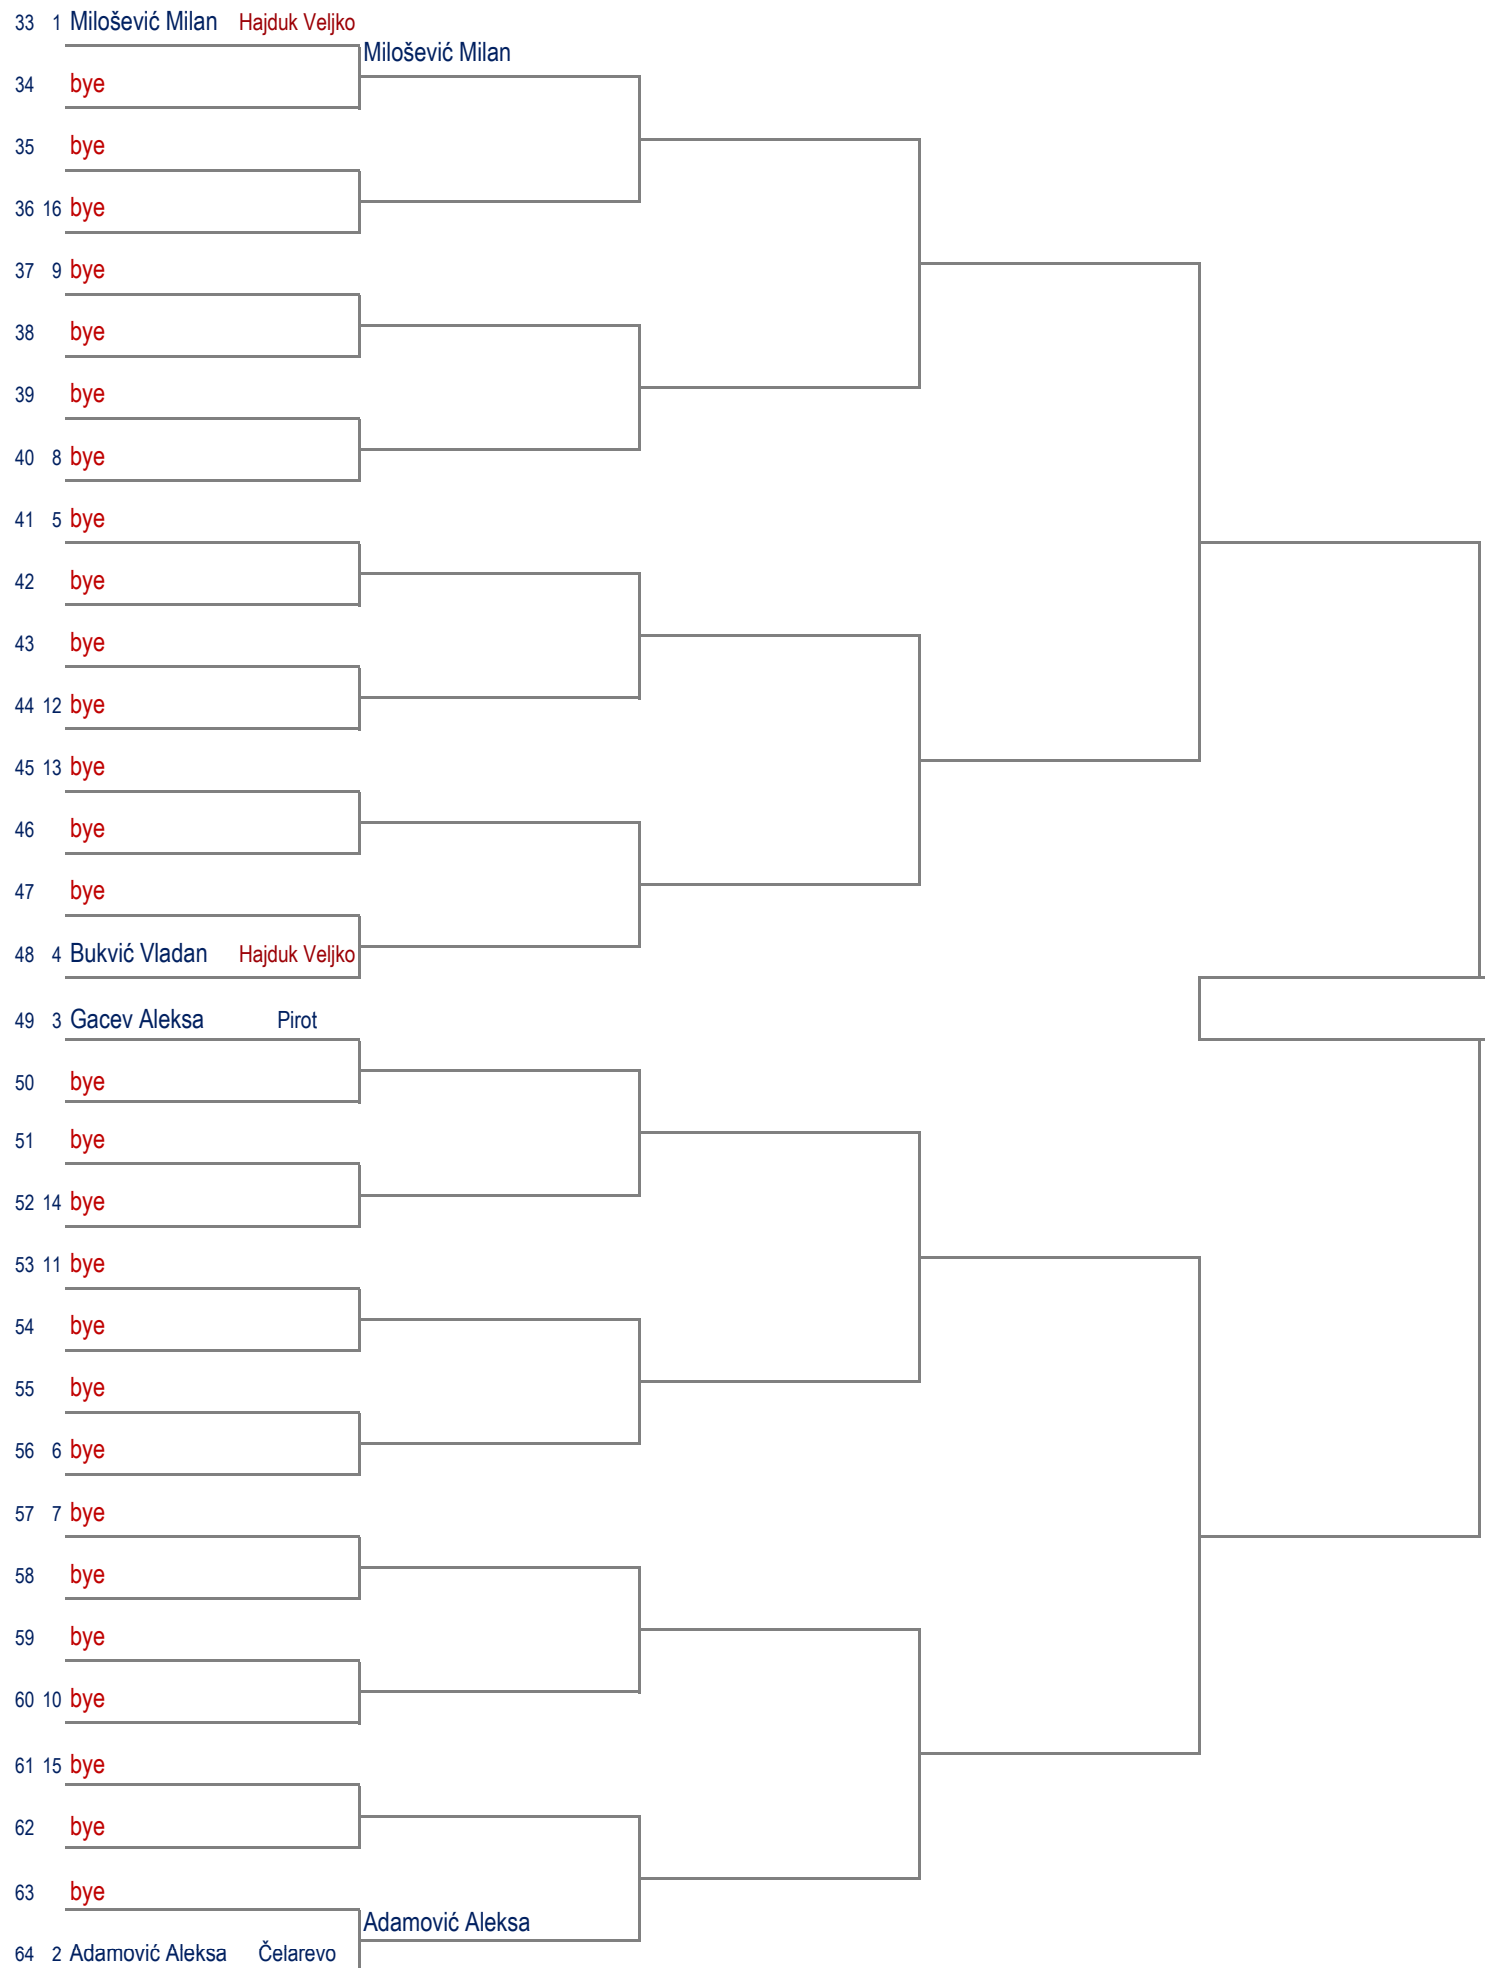 33 1 Milošević Milan Hajduk Veljko
Milošević Milan
34 bye
35 bye
36 16 bye
37 9 bye
38 bye
39 bye
40 8 bye
41 5 bye
42 bye
43 bye
44 12 bye
45 13 bye
46 bye
47 bye
48 4 Bukvić Vladan Hajduk Veljko
49 3 Gacev Aleksa Pirot
50 bye
51 bye
52 14 bye
53 11 bye
54 bye
55 bye
56 6 bye
57 7 bye
58 bye
59 bye
60 10 bye
61 15 bye
62 bye
63 bye
Adamović Aleksa
64 2 Adamović Aleksa Čelarevo